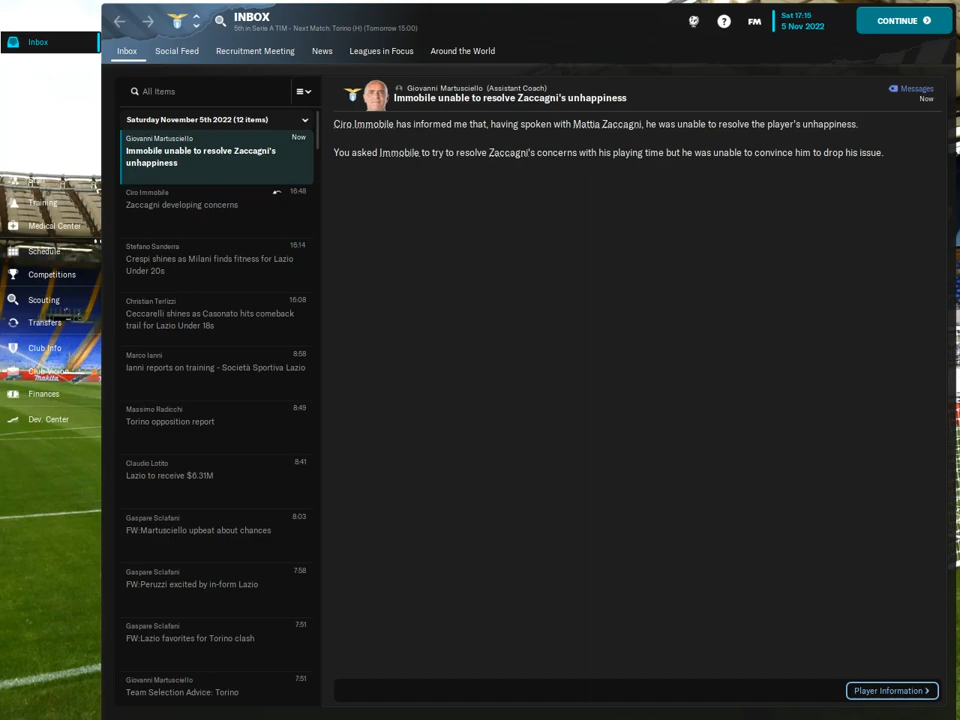 INBOX
5th in Serie A TIM - Next Match: Torino (H) (Tomorrow 15:00)
FM
Sat 17:15
5 Nov 2022
CONTINUE
Inbox
Inbox
Social Feed
Recruitment Meeting
News
Leagues in Focus
Around the World
All Items
Saturday November 5th 2022 (12 items)
Giovanni Martusciello
Now
Immobile unable to resolve Zaccagni's
unhappiness
Ciro Immobile
16:48
Zaccagni developing concerns
Stefano Sanderra
16:14
Crespi shines as Milani finds fitness for Lazio
Under 20s
Christian Terlizzi
16:08
Ceccarelli shines as Casonato hits comeback
trail for Lazio Under 18s
Marco Ianni
8:58
Ianni reports on training - Società Sportiva Lazio
Massimo Radicchi
8:49
Torino opposition report
Claudio Lotito
8:41
Lazio to receive $6.31M
Gaspare Sclafani
8:03
FW:Martusciello upbeat about chances
Gaspare Sclafani
7:58
FW:Peruzzi excited by in-form Lazio
Gaspare Sclafani
7:51
FW:Lazio favorites for Torino clash
Giovanni Martusciello
7:51
Team Selection Advice: Torino
Giovanni Martusciello (Assistant Coach)
Immobile unable to resolve Zaccagni's unhappiness
Messages
Now
Ciro Immobile has informed me that, having spoken with Mattia Zaccagni, he was unable to resolve the player's unhappiness.
You asked Immobile to try to resolve Zaccagni's concerns with his playing time but he was unable to convince him to drop his issue.
Player Information
Training
Medical Center
Schedule
Competitions
Scouting
Transfers
Club Info
Club Vision
Finances
Dev. Center